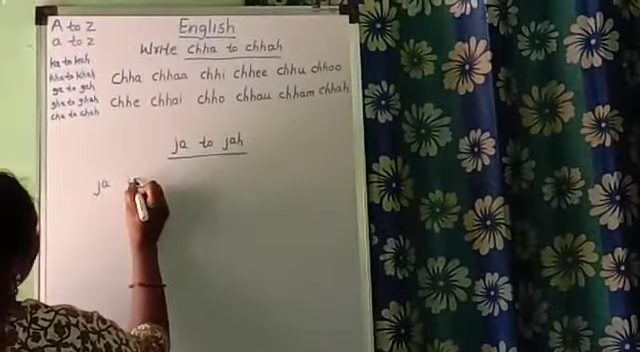 English
A to Z
a to z
ka to kah
kha to khah
ga to gah
gha to ghah
cha to chah
Write chha to chhah
chha chhaa chhi chhee chhu chhoo
chhe chhai chho chhau chham chhah
ja to jah
ja